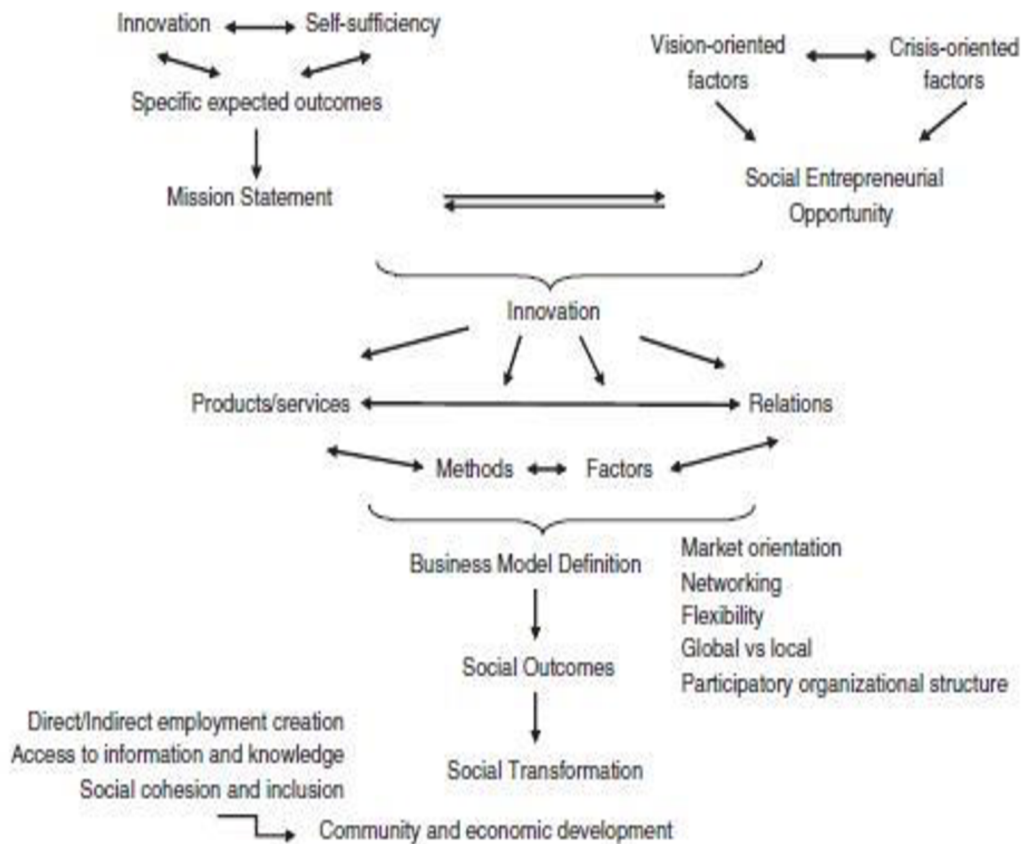 Innovation
Self-sufficiency
Specific expected outcomes
Mission Statement
Vision-oriented
factors
Crisis-oriented
factors
Social Entrepreneurial
Opportunity
Innovation
Products/services
Relations
Methods
Factors
Business Model Definition
Market orientation
Networking
Flexibility
Global vs local
Participatory organizational structure
Social Outcomes
Direct/Indirect employment creation
Access to information and knowledge
Social cohesion and inclusion
Social Transformation
Community and economic development